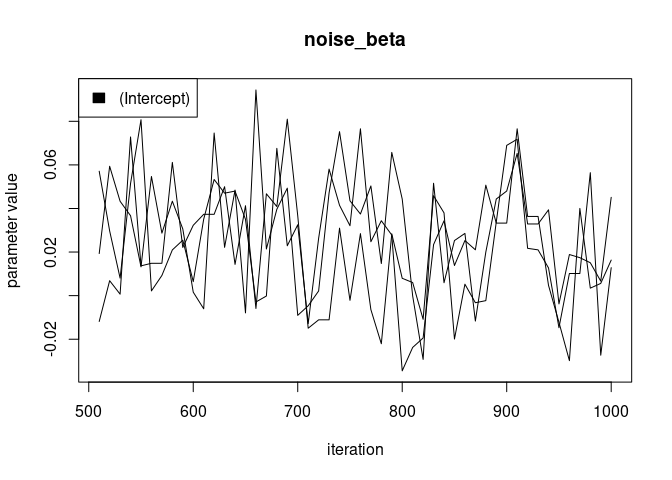 noise_beta
(Intercept)
parameter value
0.06
0.02
-0.02
500 600 700 800 900 1000
iteration